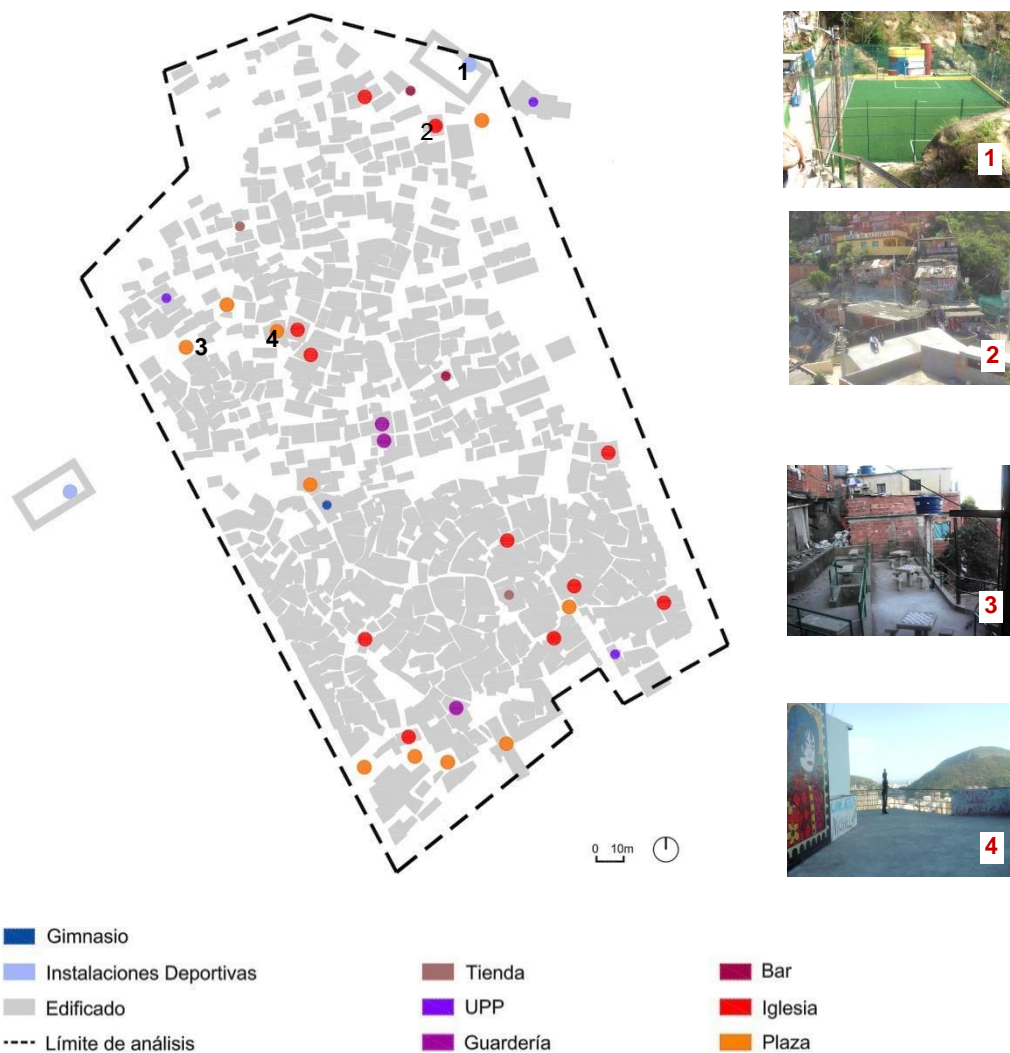 1
2
3
4
0 10m
1
2
3
4
Gimnasio
Instalaciones Deportivas
Edificado
Límite de análisis
Tienda
UPP
Guardería
Bar
Iglesia
Plaza